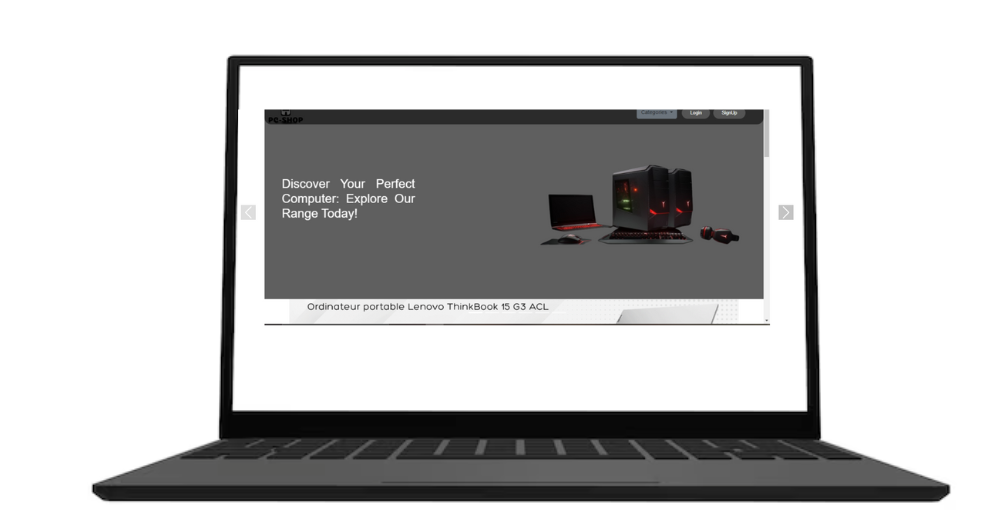 PC-SHOP
Categories
Login
SignUp
Discover Your Perfect
Computer: Explore Our
Range Today!
Ordinateur portable Lenovo ThinkBook 15 G3 ACL